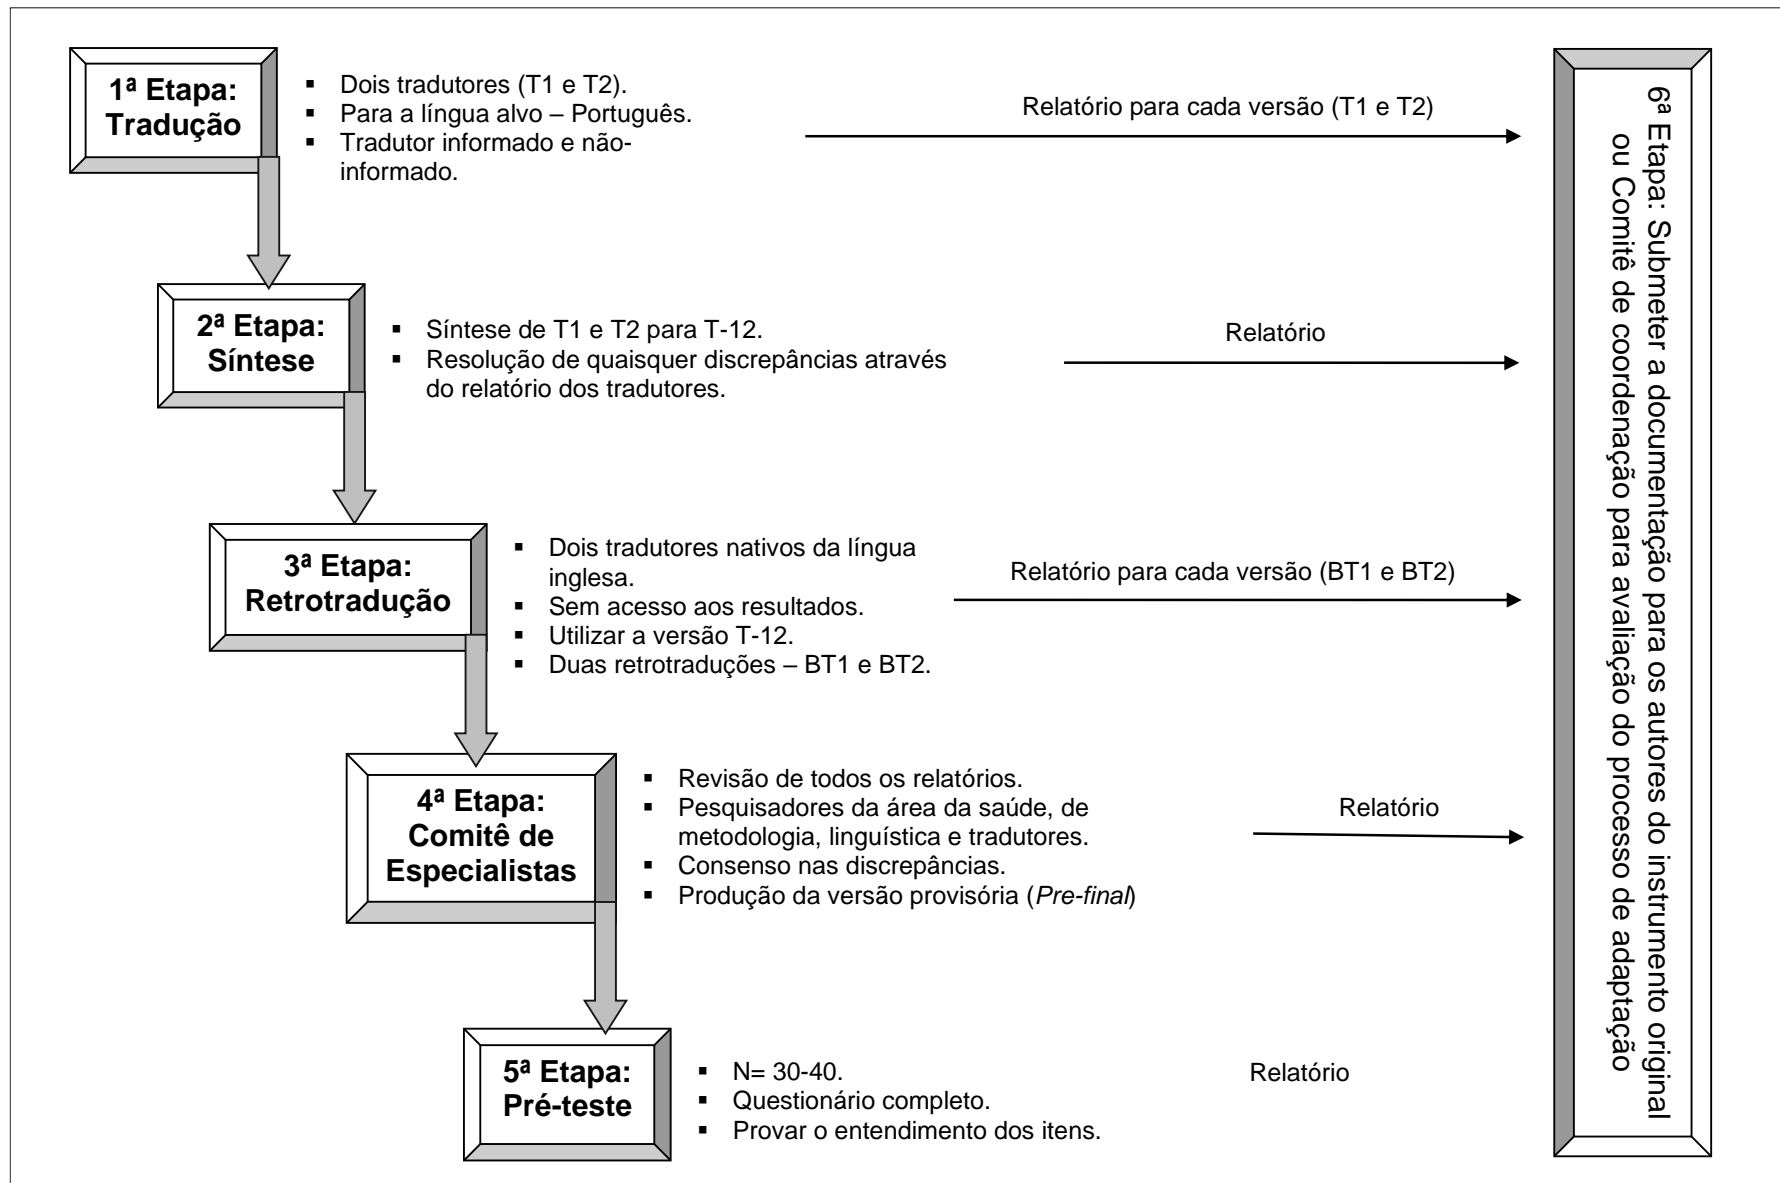 1ª Etapa:
Tradução
▪ Dois tradutores (T1 e T2).
▪ Para a língua alvo – Português.
▪ Tradutor informado e não-
informado.
Relatório para cada versão (T1 e T2)
2ª Etapa:
Síntese
▪ Síntese de T1 e T2 para T-12.
▪ Resolução de quaisquer discrepâncias através
do relatório dos tradutores.
Relatório
3ª Etapa:
Retrotradução
▪ Dois tradutores nativos da língua
inglesa.
▪ Sem acesso aos resultados.
▪ Utilizar a versão T-12.
▪ Duas retrotraduções – BT1 e BT2.
Relatório para cada versão (BT1 e BT2)
4ª Etapa:
Comitê de
Especialistas
▪ Revisão de todos os relatórios.
▪ Pesquisadores da área da saúde, de
metodologia, linguística e tradutores.
▪ Consenso nas discrepâncias.
▪ Produção da versão provisória (Pre-final)
Relatório
5ª Etapa:
Pré-teste
▪ N= 30-40.
▪ Questionário completo.
▪ Provar o entendimento dos itens.
Relatório
6ª Etapa: Submeter a documentação para os autores do instrumento original
ou Comitê de coordenação para avaliação do processo de adaptação